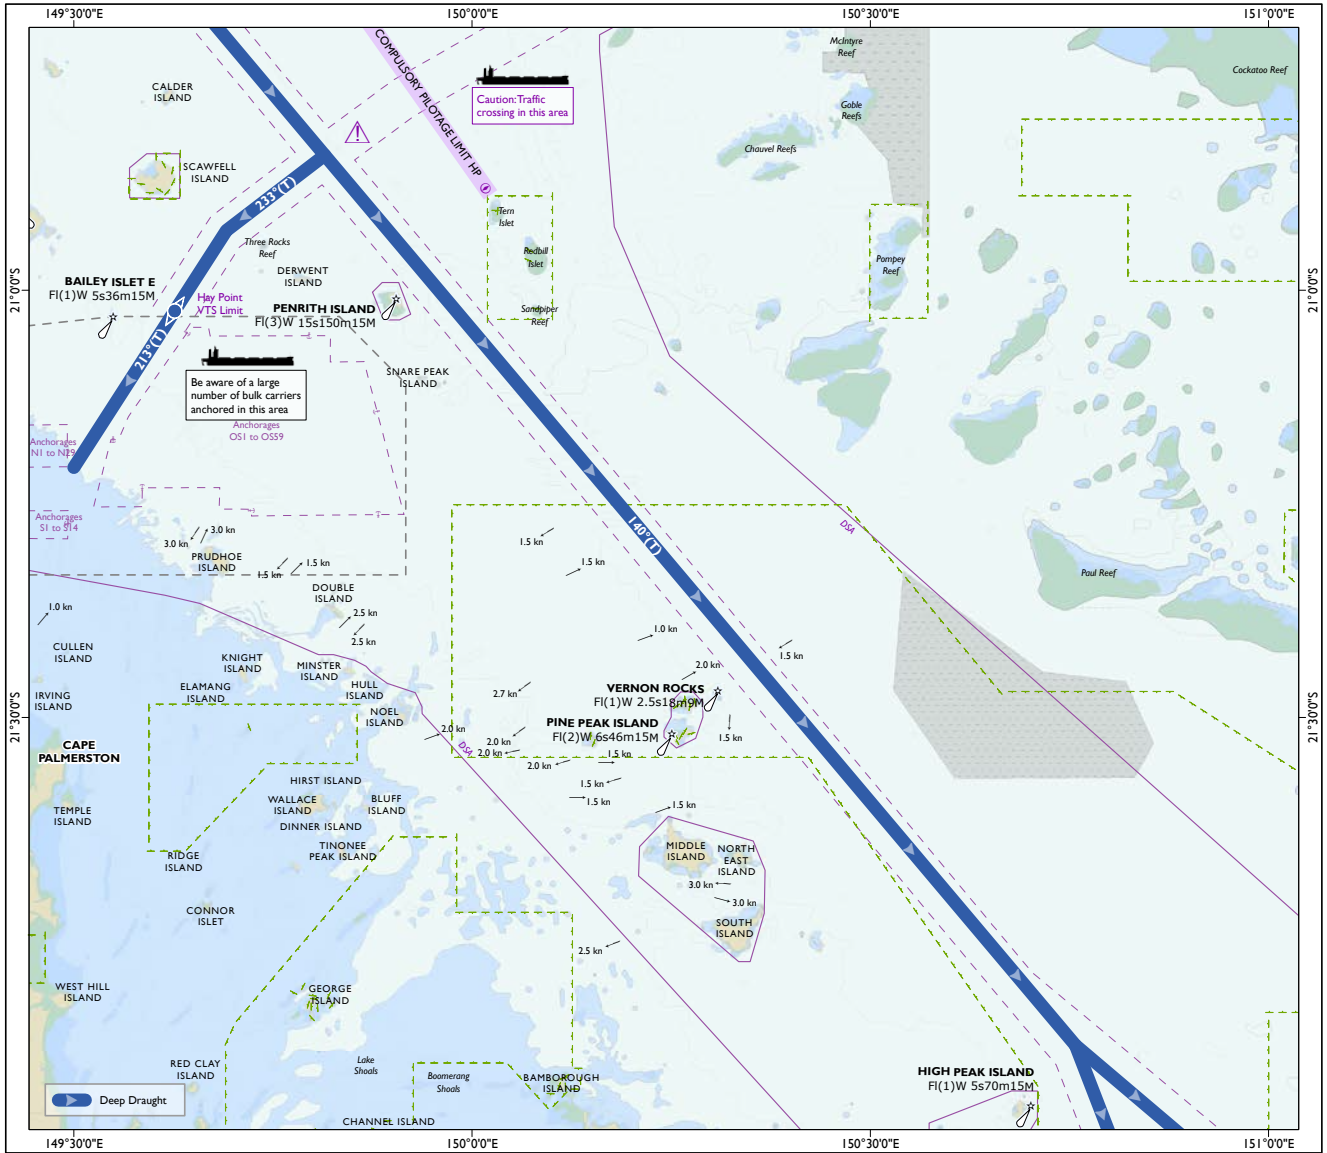 149°30'0"E
150°0'0"E
150°30'0"E
151°0'0"E
COMPULSORY PILOTAGE LIMIT HP
McIntyre
Reef
Cockatoo Reef
CALDER
ISLAND
Caution: Traffic
crossing in this area
Goble
Reefs
Chauvel Reefs
SCAWFELL
ISLAND
233°(T)
Tern
Islet
Three Rocks
Reef
Redbill
Islet
Pompey
Reef
DERWENT
ISLAND
BAILEY ISLET E
Fl(1)W 5s36m15M
Hay Point
VTS Limit
PENRITH ISLAND
Fl(3)W 15s150m15M
Sandpiper
Reef
21°0'0"S
21°0'0"S
213°(T)
SNARE PEAK
ISLAND
Be aware of a large
number of bulk carriers
anchored in this area
Anchorages
OS1 to OS59
Anchorages
N1 to N29
Anchorages
S1 to S14
140°(T)
DSA
3.0 kn
3.0 kn
PRUDHOE
ISLAND
1.5 kn
1.5 kn
1.5 kn
1.5 kn
Paul Reef
DOUBLE
ISLAND
1.0 kn
2.5 kn
2.5 kn
1.0 kn
1.5 kn
CULLEN
ISLAND
KNIGHT
ISLAND
MINSTER
ISLAND
2.0 kn
IRVING
ISLAND
ELAMANG
ISLAND
HULL
ISLAND
2.7 kn
VERNON ROCKS
Fl(1)W 2.5s18m9M
NOEL
ISLAND
PINE PEAK ISLAND
Fl(2)W 6s46m15M
21°30'0"S
21°30'0"S
2.0 kn
DSA
2.0 kn
2.0 kn
1.5 kn
1.5 kn
2.0 kn
CAPE
PALMERSTON
HIRST ISLAND
1.5 kn
1.5 kn
1.5 kn
TEMPLE
ISLAND
WALLACE
ISLAND
BLUFF
ISLAND
DINNER ISLAND
TINONEE
PEAK ISLAND
RIDGE
ISLAND
MIDDLE
ISLAND
NORTH
EAST
ISLAND
3.0 kn
3.0 kn
CONNOR
ISLET
SOUTH
ISLAND
2.5 kn
WEST HILL
ISLAND
GEORGE
ISLAND
RED CLAY
ISLAND
Lake
Shoals
Boomerang
Shoals
BAMBOROUGH
ISLAND
HIGH PEAK ISLAND
Fl(1)W 5s70m15M
Deep Draught
CHANNEL ISLAND
149°30'0"E
150°0'0"E
150°30'0"E
151°0'0"E